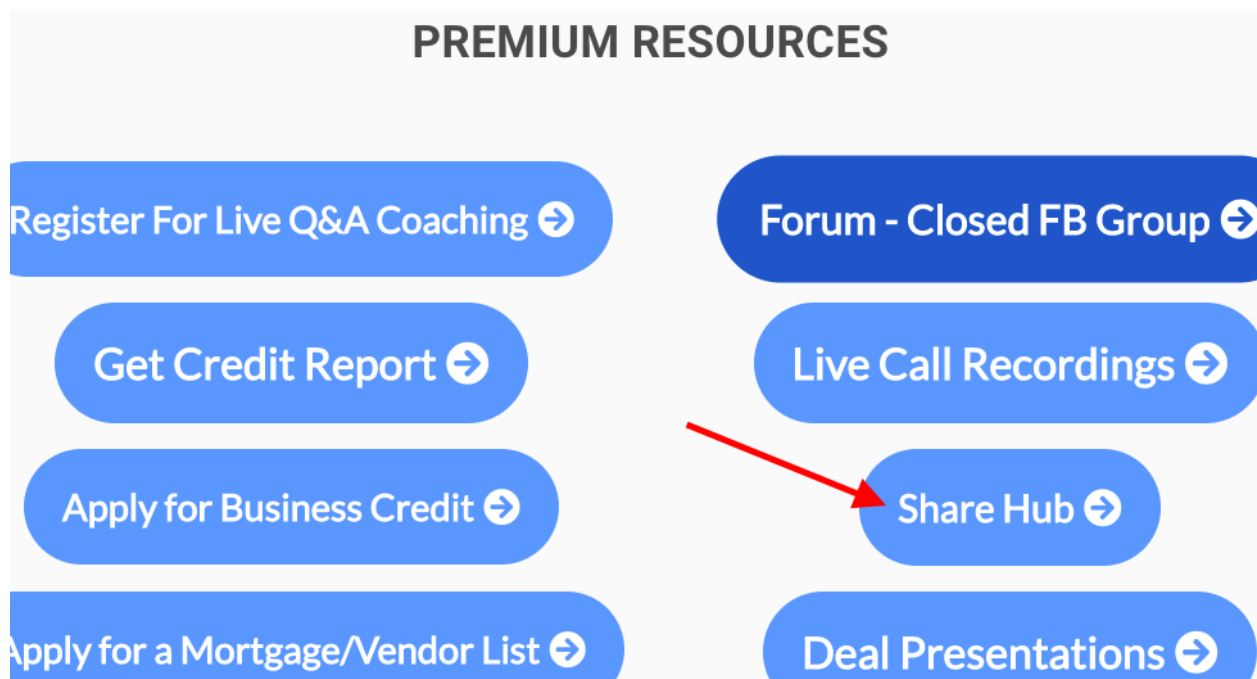 PREMIUM RESOURCES
Register For Live Q&A Coaching
Forum - Closed FB Group
Get Credit Report
Live Call Recordings
Apply for Business Credit
Share Hub
Apply for a Mortgage/Vendor List
Deal Presentations